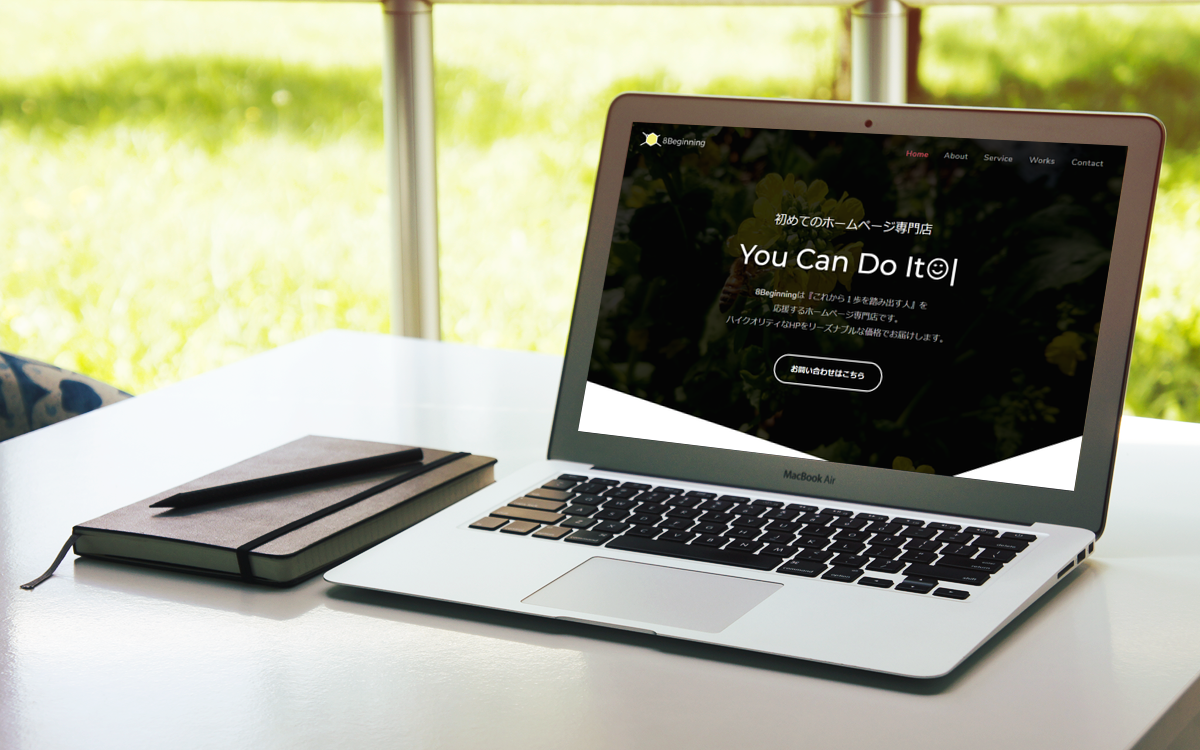 8Beginning
Home About Service Works Contact
初めてのホームページ専門店
You Can Do It☺|
8Beginningは『これから1歩を踏み出す人』を
応援するホームページ専門店です。
ハイクオリティなHPをリーズナブルな価格でお届けします。
お問い合わせはこちら
MacBook Air